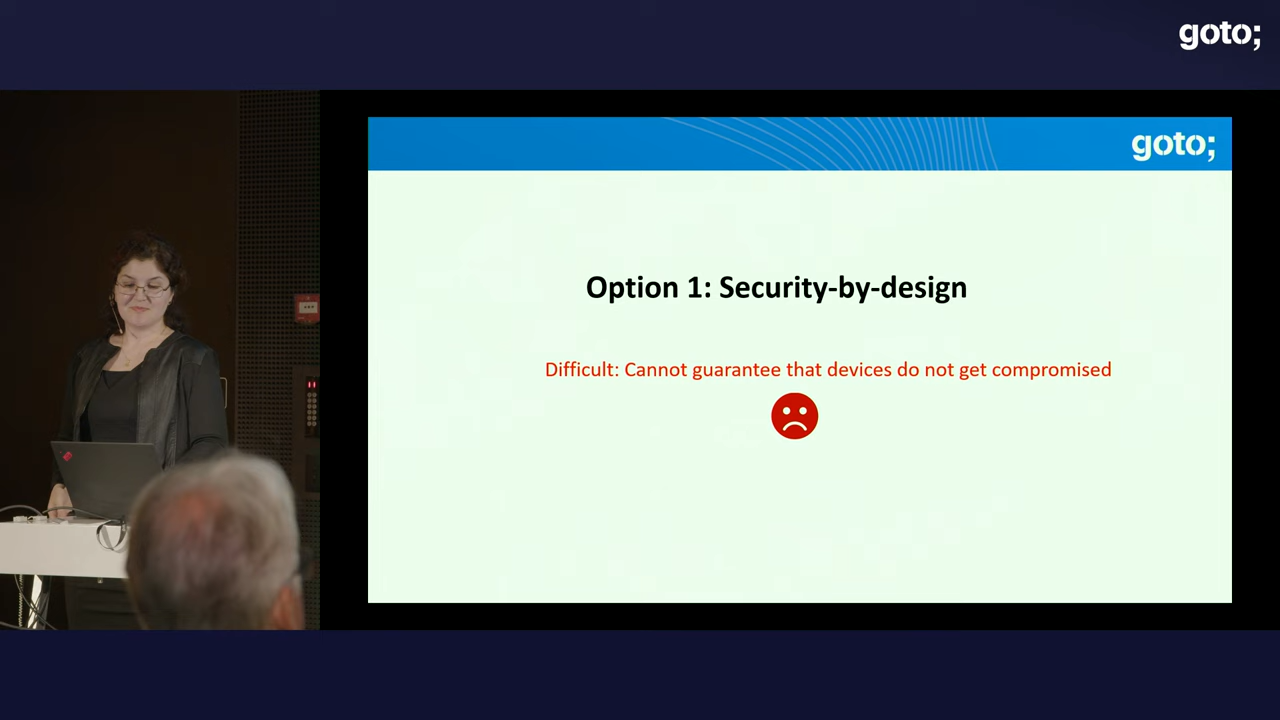 goto;
goto;
Option 1: Security-by-design
Difficult: Cannot guarantee that devices do not get compromised